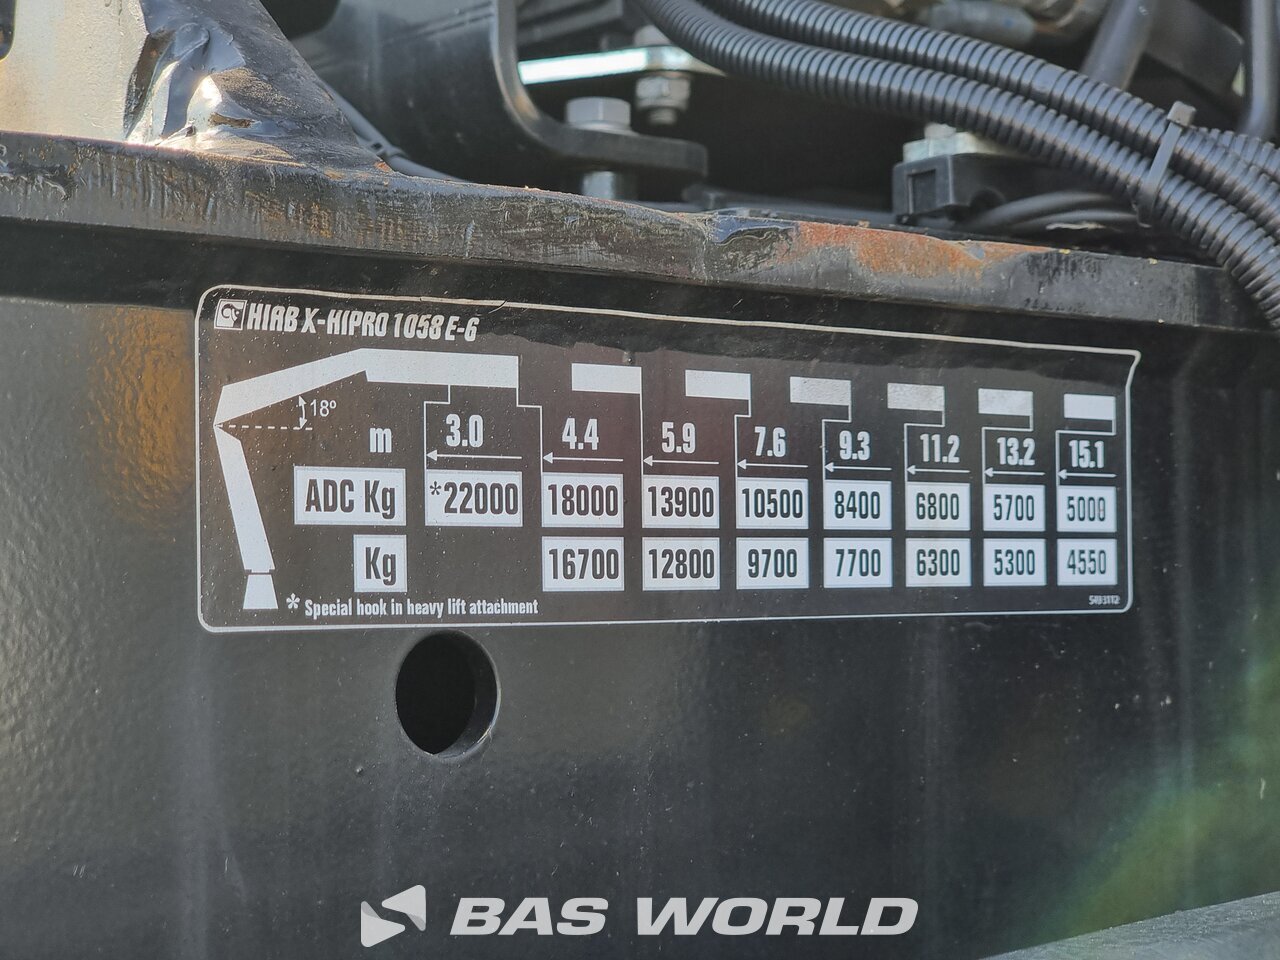 HIAB X-HIPRO 1058 E-6
18°
m 3.0 4.4 5.9 7.6 9.3 11.2 13.2 15.1
ADC Kg *22000 18000 13900 10500 8400 6800 5700 5000
Kg 16700 12800 9700 7700 6300 5300 4550
* Special hook in heavy lift attachment
BAS WORLD